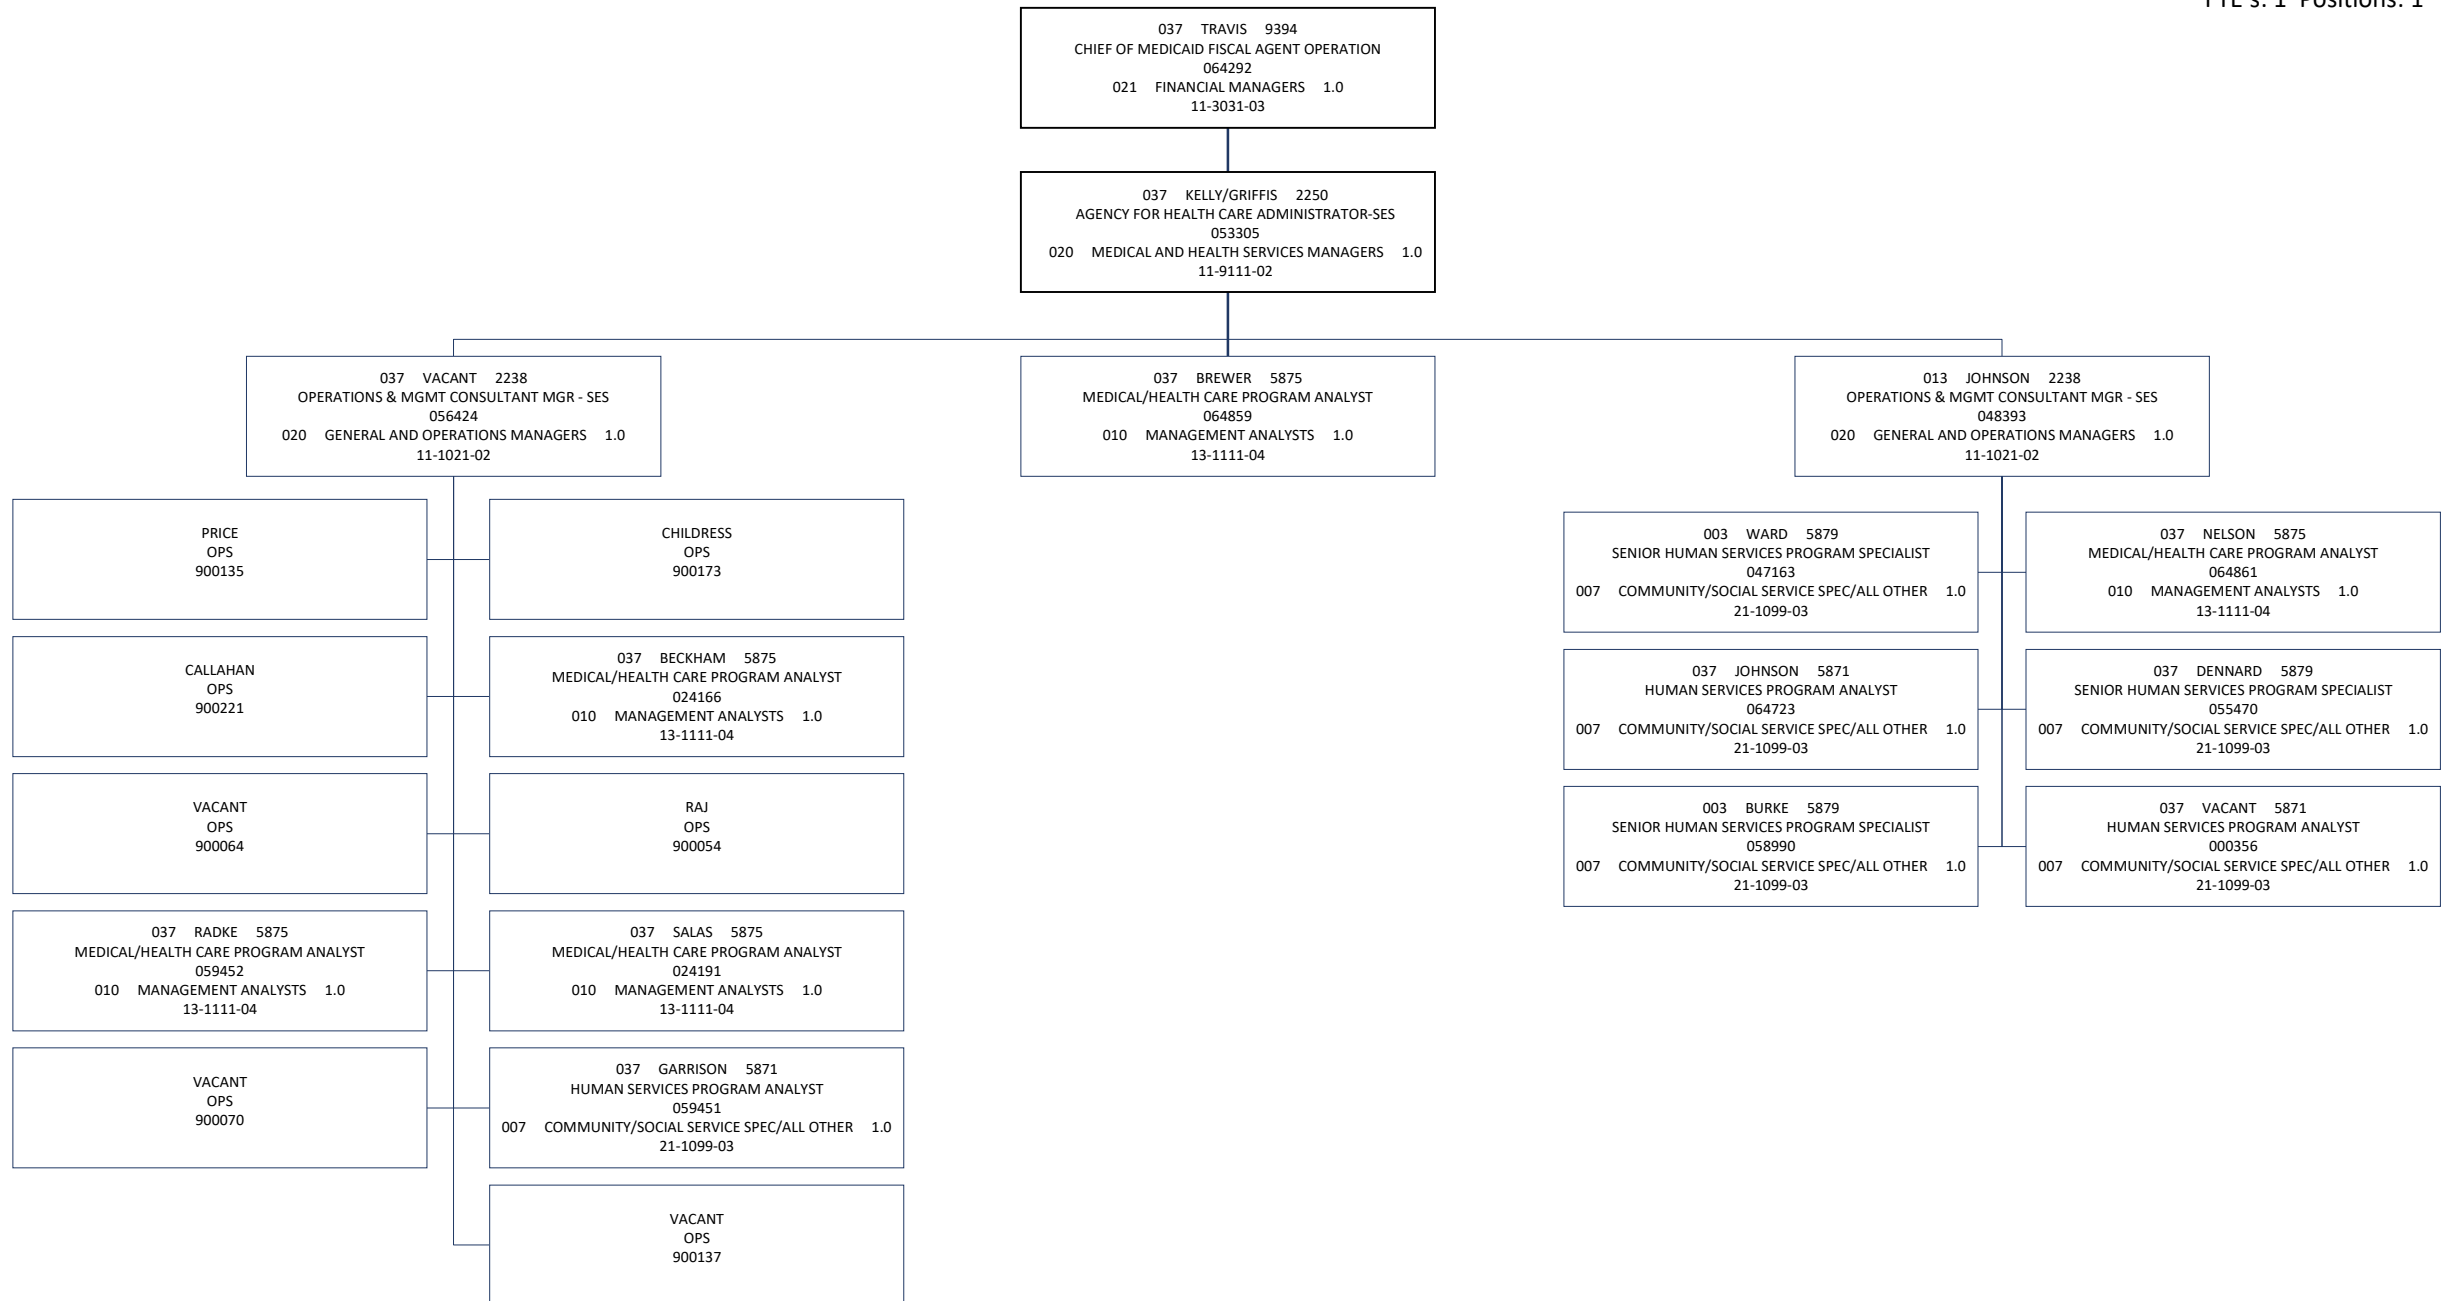 FTE's: 1 Positions: 1
037 TRAVIS 9394
CHIEF OF MEDICAID FISCAL AGENT OPERATION
064292
021 FINANCIAL MANAGERS 1.0
11-3031-03
037 KELLY/GRIFFIS 2250
AGENCY FOR HEALTH CARE ADMINISTRATOR-SES
053305
020 MEDICAL AND HEALTH SERVICES MANAGERS 1.0
11-9111-02
037 VACANT 2238
OPERATIONS & MGMT CONSULTANT MGR - SES
056424
020 GENERAL AND OPERATIONS MANAGERS 1.0
11-1021-02
037 BREWER 5875
MEDICAL/HEALTH CARE PROGRAM ANALYST
064859
010 MANAGEMENT ANALYSTS 1.0
13-1111-04
013 JOHNSON 2238
OPERATIONS & MGMT CONSULTANT MGR - SES
048393
020 GENERAL AND OPERATIONS MANAGERS 1.0
11-1021-02
PRICE
OPS
900135
CHILDRESS
OPS
900173
CALLAHAN
OPS
900221
037 BECKHAM 5875
MEDICAL/HEALTH CARE PROGRAM ANALYST
024166
010 MANAGEMENT ANALYSTS 1.0
13-1111-04
VACANT
OPS
900064
RAJ
OPS
900054
037 RADKE 5875
MEDICAL/HEALTH CARE PROGRAM ANALYST
059452
010 MANAGEMENT ANALYSTS 1.0
13-1111-04
037 SALAS 5875
MEDICAL/HEALTH CARE PROGRAM ANALYST
024191
010 MANAGEMENT ANALYSTS 1.0
13-1111-04
VACANT
OPS
900070
037 GARRISON 5871
HUMAN SERVICES PROGRAM ANALYST
059451
007 COMMUNITY/SOCIAL SERVICE SPEC/ALL OTHER 1.0
21-1099-03
VACANT
OPS
900137
003 WARD 5879
SENIOR HUMAN SERVICES PROGRAM SPECIALIST
047163
007 COMMUNITY/SOCIAL SERVICE SPEC/ALL OTHER 1.0
21-1099-03
037 NELSON 5875
MEDICAL/HEALTH CARE PROGRAM ANALYST
064861
010 MANAGEMENT ANALYSTS 1.0
13-1111-04
037 JOHNSON 5871
HUMAN SERVICES PROGRAM ANALYST
064723
007 COMMUNITY/SOCIAL SERVICE SPEC/ALL OTHER 1.0
21-1099-03
037 DENNARD 5879
SENIOR HUMAN SERVICES PROGRAM SPECIALIST
055470
007 COMMUNITY/SOCIAL SERVICE SPEC/ALL OTHER 1.0
21-1099-03
003 BURKE 5879
SENIOR HUMAN SERVICES PROGRAM SPECIALIST
058990
007 COMMUNITY/SOCIAL SERVICE SPEC/ALL OTHER 1.0
21-1099-03
037 VACANT 5871
HUMAN SERVICES PROGRAM ANALYST
000356
007 COMMUNITY/SOCIAL SERVICE SPEC/ALL OTHER 1.0
21-1099-03